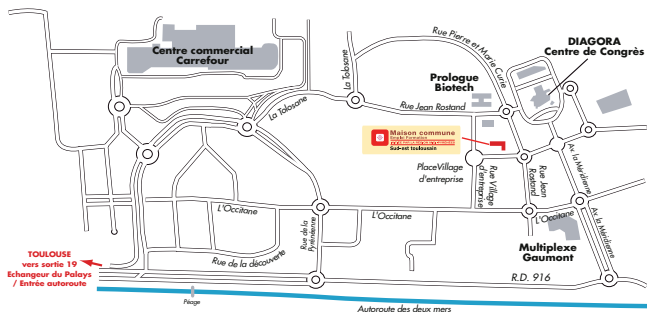 Centre commercial
Carrefour
La Tolosane
La Tolosane
Rue Pierre et Marie Curie
DIAGORA
Centre de Congrès
Prologue
Biotech
Rue Jean Rostand
Maison commune
Emploi Formation
Sud-est toulousain
PlaceVillage
d'entreprise
Rue Village
d'entreprise
Rue Jean
Rostand
Av. la Méridienne
Av. la Méridienne
L'Occitane
L'Occitane
L'Occitane
Rue de la
Pyrénéenne
Rue de la découverte
Multiplexe
Gaumont
TOULOUSE
vers sortie 19
Echangeur du Palays
/ Entrée autoroute
R.D. 916
Péage
Autoroute des deux mers